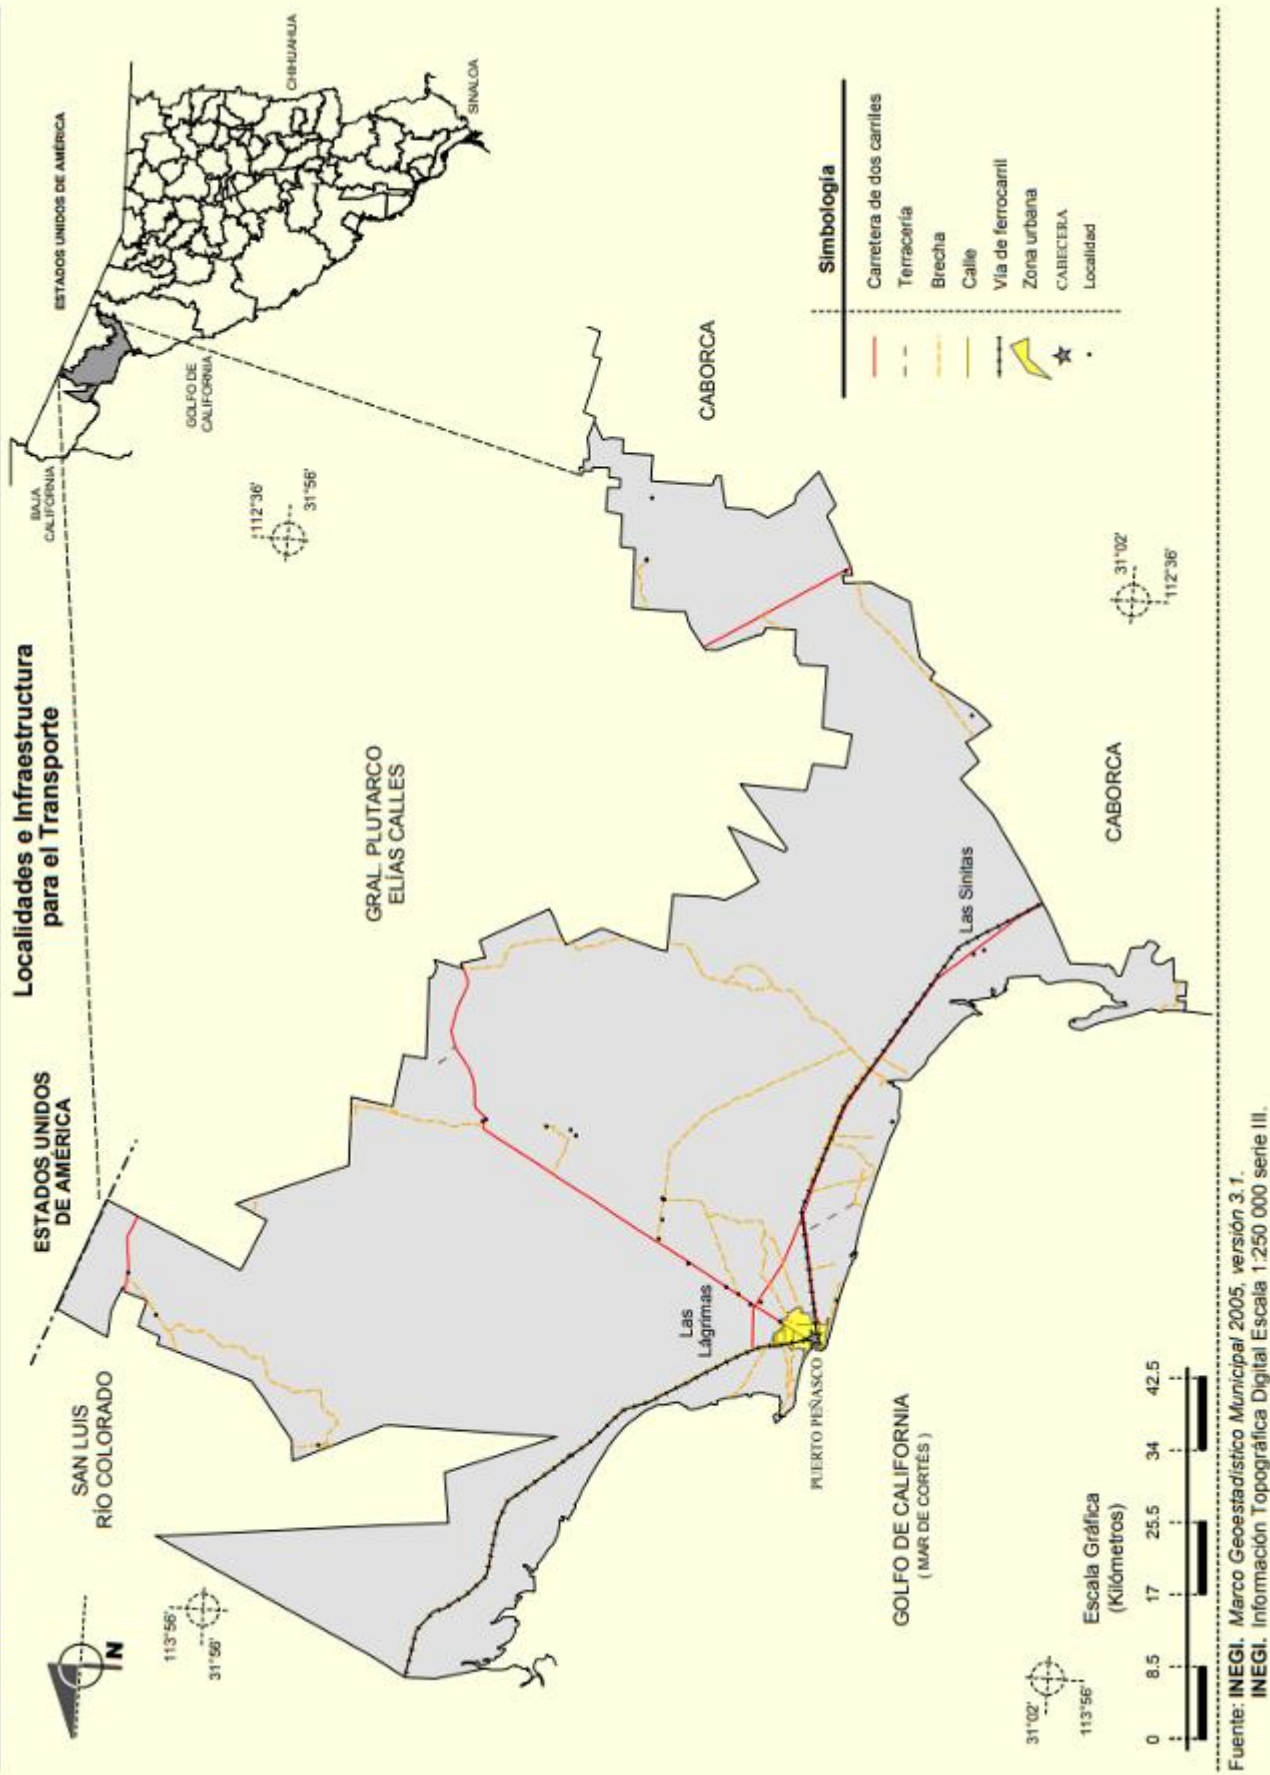 Localidades e Infraestructura
para el Transporte
ESTADOS UNIDOS DE AMÉRICA
CHIHUAHUA
SINALOA
BAJA
CALIFORNIA
GOLFO DE
CALIFORNIA
N
113°56'
31°56'
112°36'
31°56'
ESTADOS UNIDOS
DE AMÉRICA
SAN LUIS
RÍO COLORADO
GRAL. PLUTARCO
ELÍAS CALLES
CABORCA
Las
Lágrimas
PUERTO PEÑASCO
Las Sinitas
CABORCA
GOLFO DE CALIFORNIA
( MAR DE CORTÉS )
31°02'
113°56'
31°02'
112°36'
Simbología
Carretera de dos carriles
Terracería
Brecha
Calle
Vía de ferrocarril
Zona urbana
CABECERA
Localidad
Escala Gráfica
(Kilómetros)
0 8.5 17 25.5 34 42.5
Fuente: INEGI. Marco Geoestadístico Municipal 2005, versión 3.1.
INEGI. Información Topográfica Digital Escala 1:250 000 serie III.